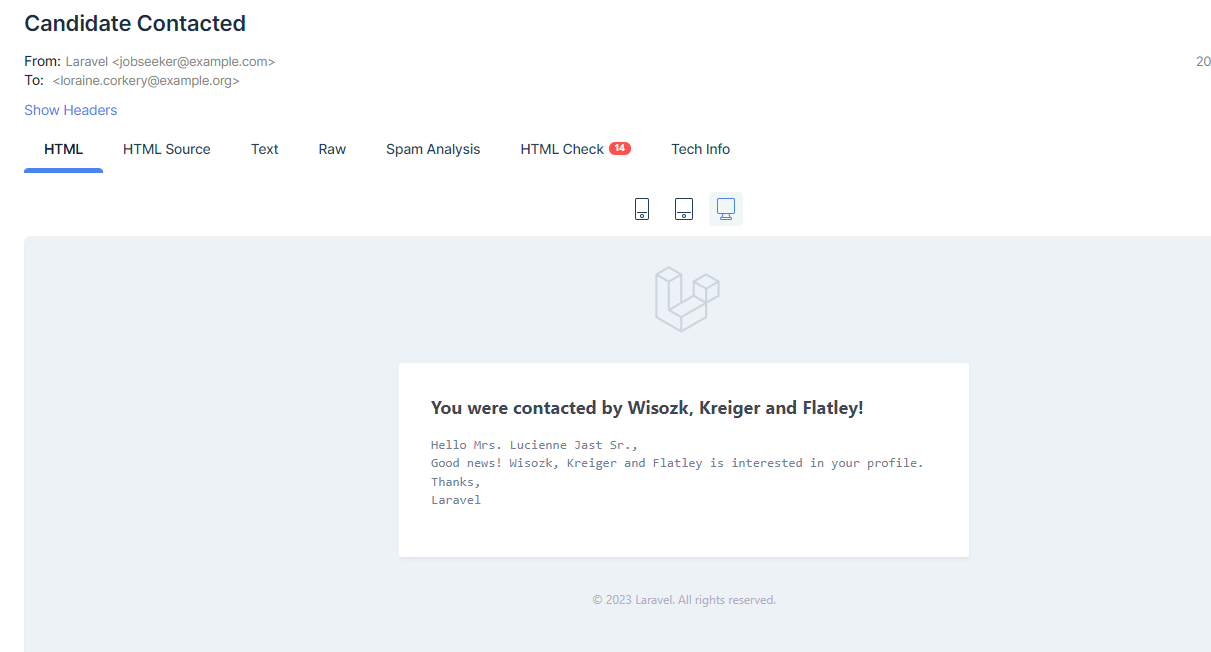 Candidate Contacted
From: Laravel <jobseeker@example.com>
20
To: <loraine.corkery@example.org>
Show Headers
HTML HTML Source Text Raw Spam Analysis HTML Check 14 Tech Info
You were contacted by Wisozk, Kreiger and Flatley!
Hello Mrs. Lucienne Jast Sr.,
Good news! Wisozk, Kreiger and Flatley is interested in your profile.
Thanks,
Laravel
© 2023 Laravel. All rights reserved.